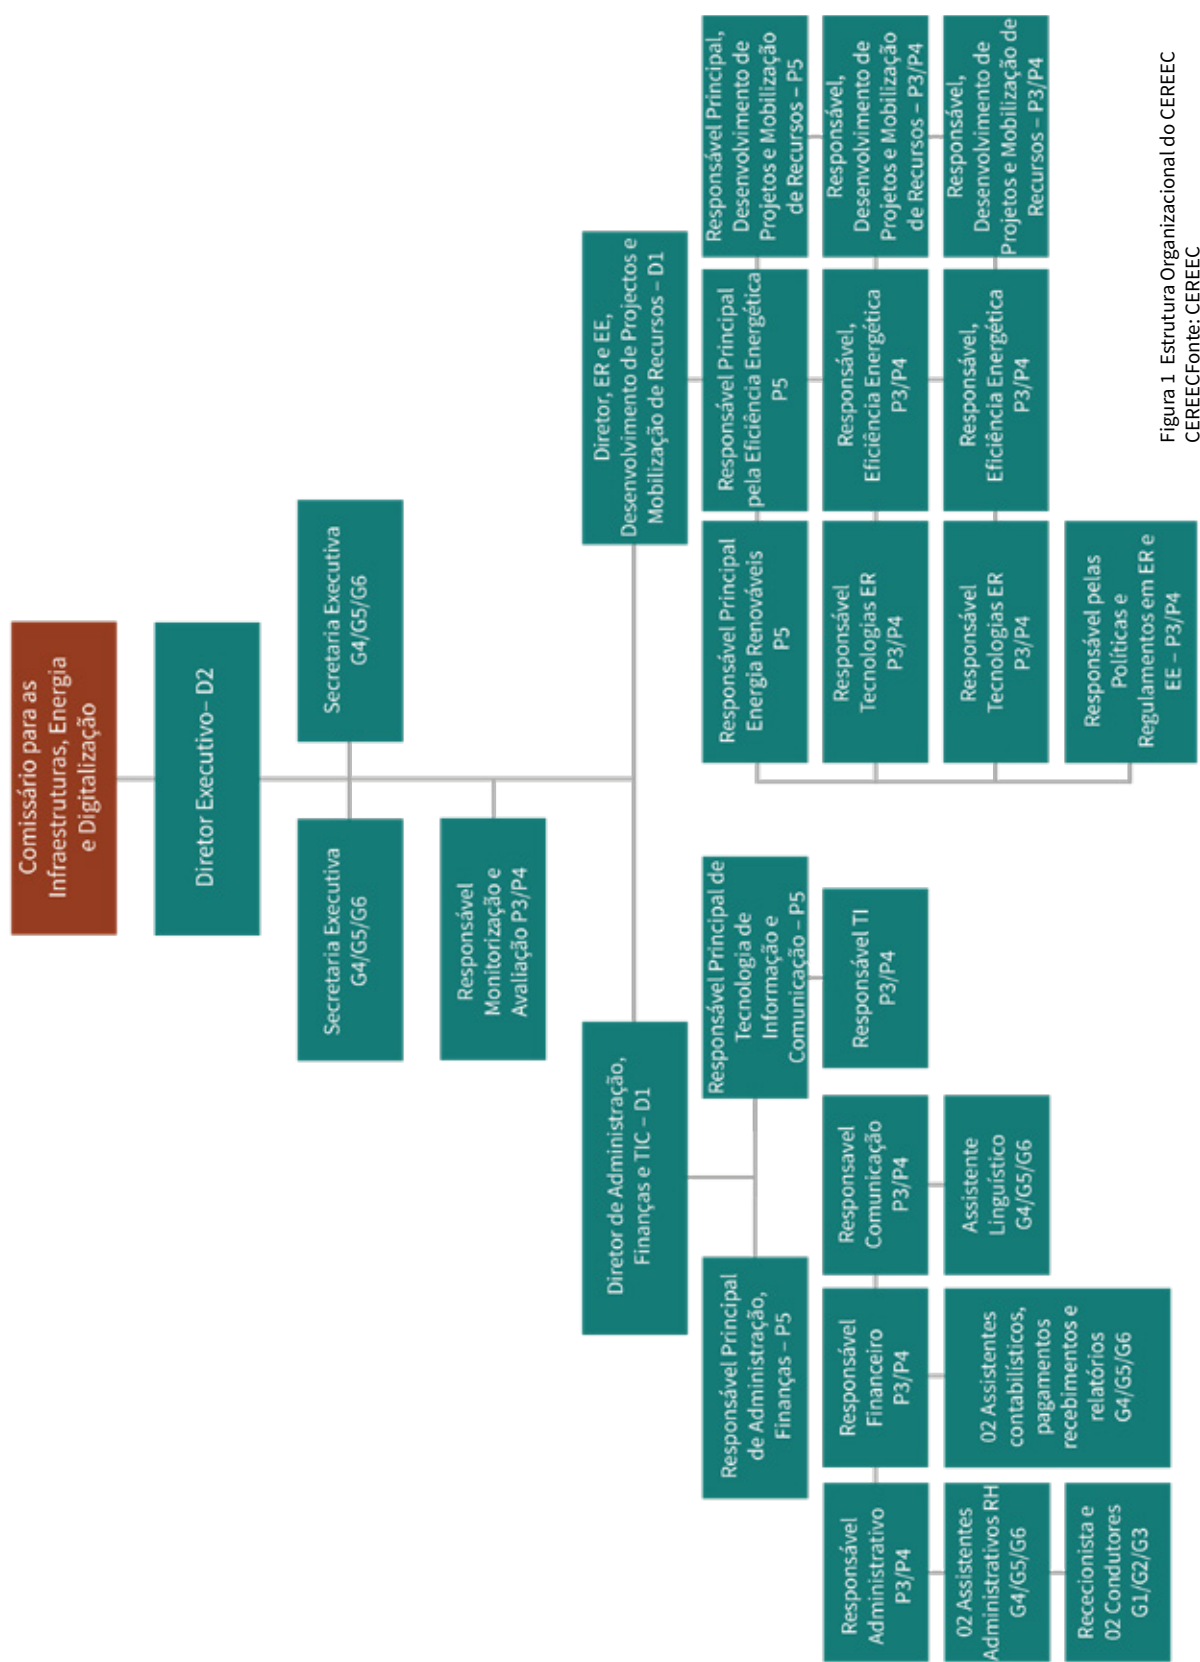 Comissário para as
Infraestruturas, Energia
e Digitalização
Diretor Executivo– D2
Secretaria Executiva
G4/G5/G6
Secretaria Executiva
G4/G5/G6
Responsável
Monitorização e
Avaliação P3/P4
Diretor de Administração,
Finanças e TIC – D1
Diretor, ER e EE,
Desenvolvimento de Projectos e
Mobilização de Recursos – D1
Responsável Principal
de Administração,
Finanças – P5
Responsável Principal de
Tecnologia de
Informação e
Comunicação – P5
Responsável Principal
Energia Renováveis
P5
Responsável Principal
pela Eficiência Energética
P5
Responsável Principal,
Desenvolvimento de
Projetos e Mobilização
de Recursos – P5
Responsável
Administrativo
P3/P4
Responsável
Financeiro
P3/P4
Responsável
Comunicação
P3/P4
Responsável TI
P3/P4
Responsável
Tecnologias ER
P3/P4
Responsável,
Eficiência Energética
P3/P4
Responsável,
Desenvolvimento de
Projetos e Mobilização
de Recursos – P3/P4
02 Assistentes
Administrativos RH
G4/G5/G6
02 Assistentes
contabilísticos,
pagamentos
recebimentos e
relatórios
G4/G5/G6
Assistente
Linguístico
G4/G5/G6
Responsável
Tecnologias ER
P3/P4
Responsável,
Eficiência Energética
P3/P4
Responsável,
Desenvolvimento de
Projetos e Mobilização de
Recursos – P3/P4
Rececionista e
02 Condutores
G1/G2/G3
Responsável pelas
Políticas e
Regulamentos em ER e
EE – P3/P4
Figura 1 Estrutura Organizacional do CEREEC
CEREECFonte: CEREEC